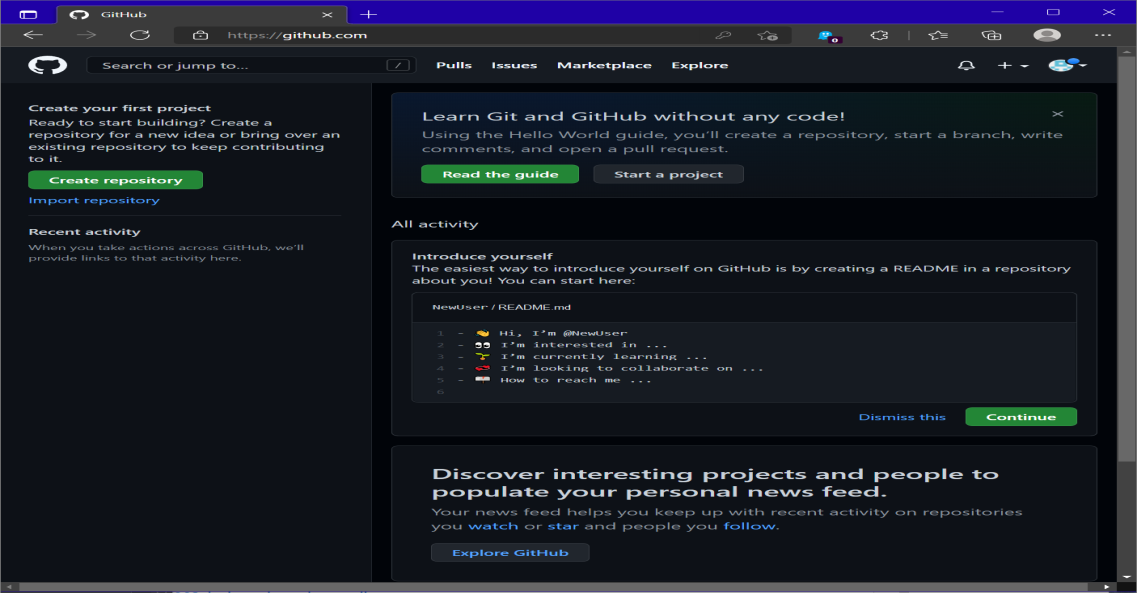 GitHub
https://github.com
0
Search or jump to...
/
Pulls Issues Marketplace Explore
Create your first project
Ready to start building? Create a
repository for a new idea or bring over an
existing repository to keep contributing
to it.
Create repository
Import repository
Recent activity
When you take actions across GitHub, we'll
provide links to that activity here.
Learn Git and GitHub without any code!
Using the Hello World guide, you'll create a repository, start a branch, write
comments, and open a pull request.
Read the guide
Start a project
All activity
Introduce yourself
The easiest way to introduce yourself on GitHub is by creating a README in a repository
about you! You can start here:
NewUser / README.md
1 - 👋 Hi, I'm @NewUser
2 - 👀 I'm interested in ...
3 - 🌱 I'm currently learning ...
4 - 💞️ I'm looking to collaborate on ...
5 - 📫 How to reach me ...
6
Dismiss this
Continue
Discover interesting projects and people to
populate your personal news feed.
Your news feed helps you keep up with recent activity on repositories
you watch or star and people you follow.
Explore GitHub